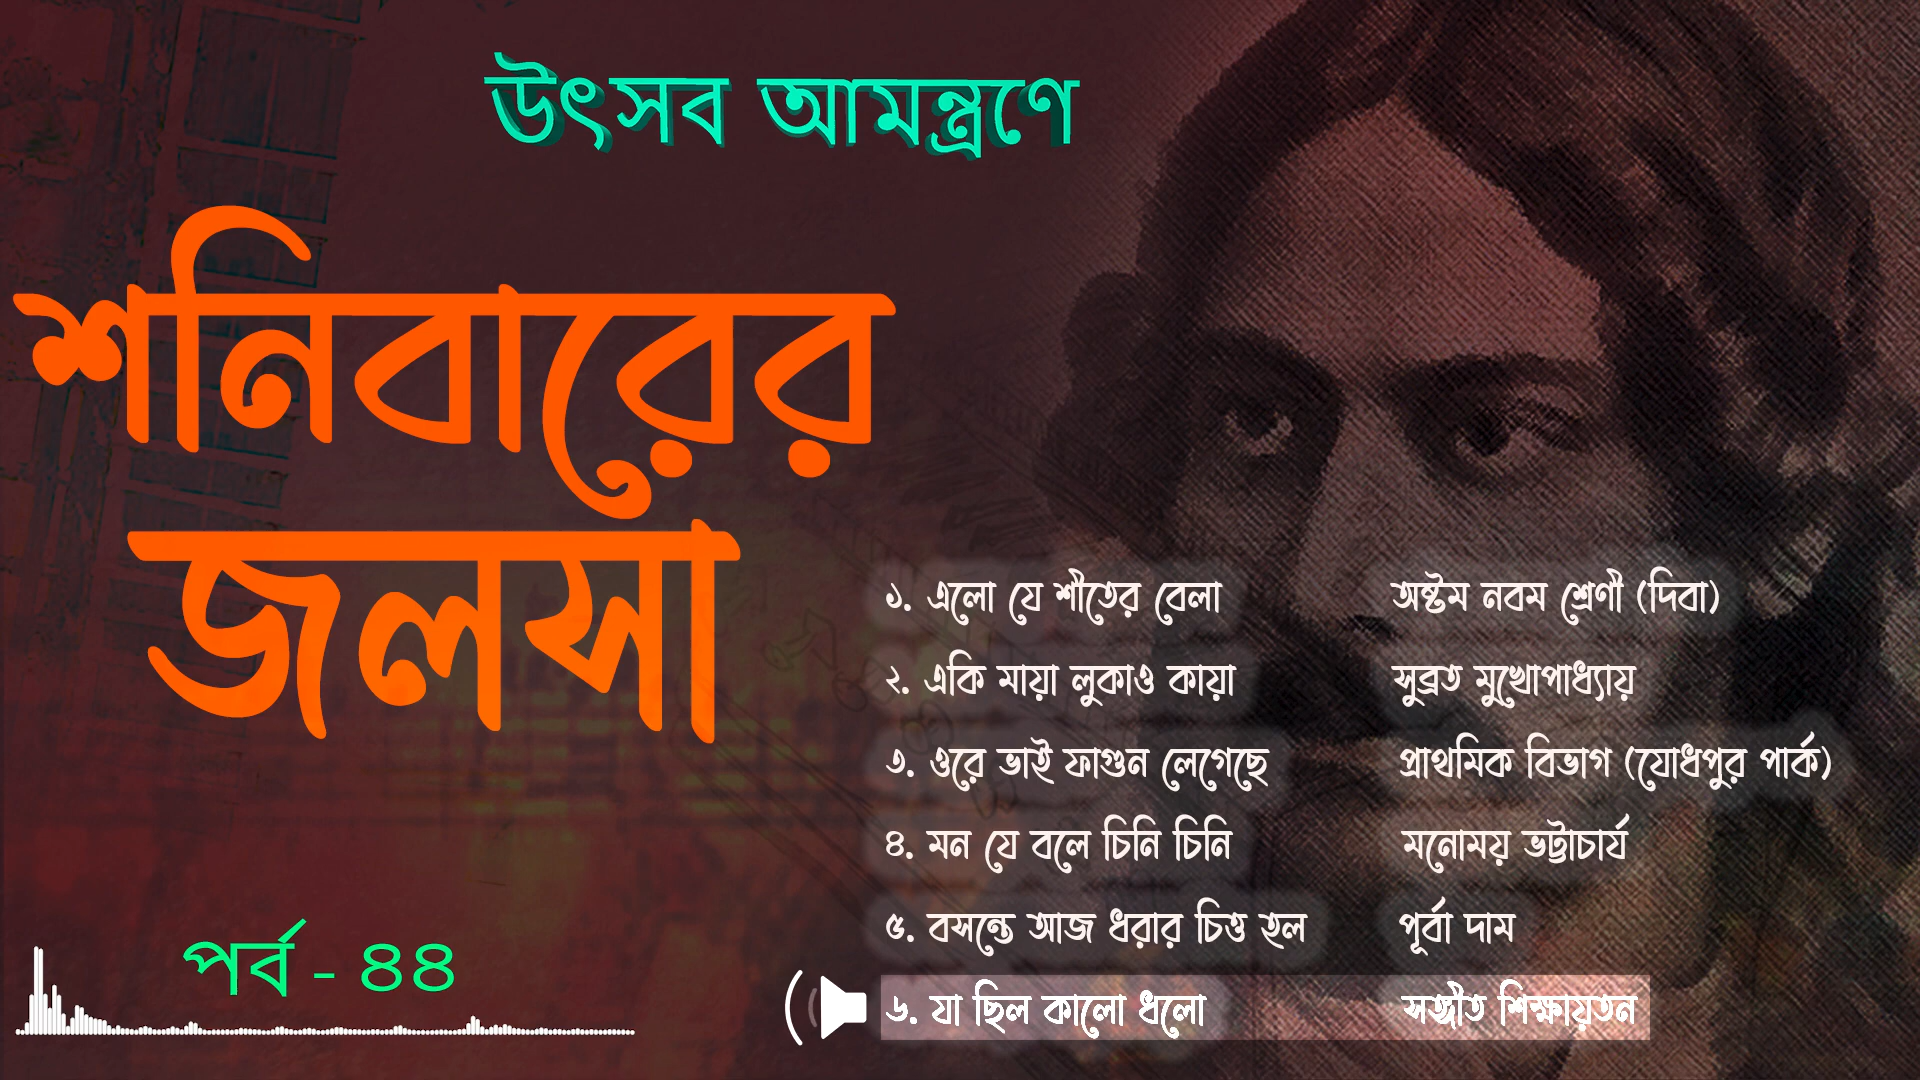 উৎসব আমন্ত্রণে
শনিবারের
জলসা
১. এলো যে শীতের বেলা অষ্টম নবম শ্রেণী (দিবা)
২. একি মায়া লুকাও কায়া সুব্রত মুখোপাধ্যায়
৩. ওরে ভাই ফাগুন লেগেছে প্রাথমিক বিভাগ (যোধপুর পার্ক)
৪. মন যে বলে চিনি চিনি মনোময় ভট্টাচার্য
৫. বসন্তে আজ ধরার চিত্ত হল পূর্বা দাম
৬. যা ছিল কালো ধলো সঙ্গীত শিক্ষায়তন
পর্ব - ৪৪